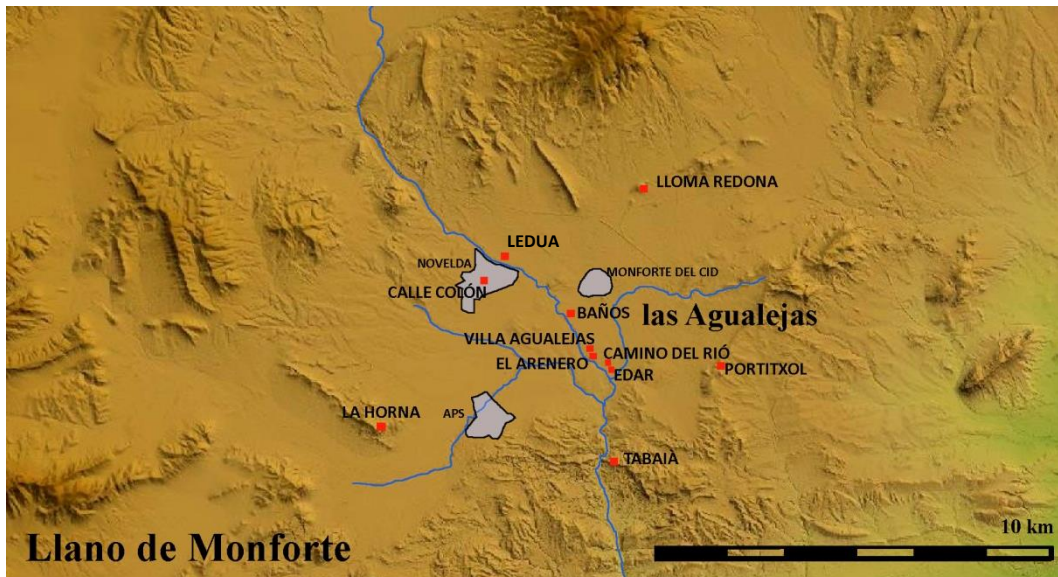 LLOMA REDONA
LEDUA
NOVELDA
MONFORTE DEL CID
CALLE COLÓN
BAÑOS
las Agualejas
VILLA AGUALEJAS
CAMINO DEL RIÓ
EL ARENERO
EDAR
PORTITXOL
LA HORNA
APS
TABAIÀ
10 km
Llano de Monforte